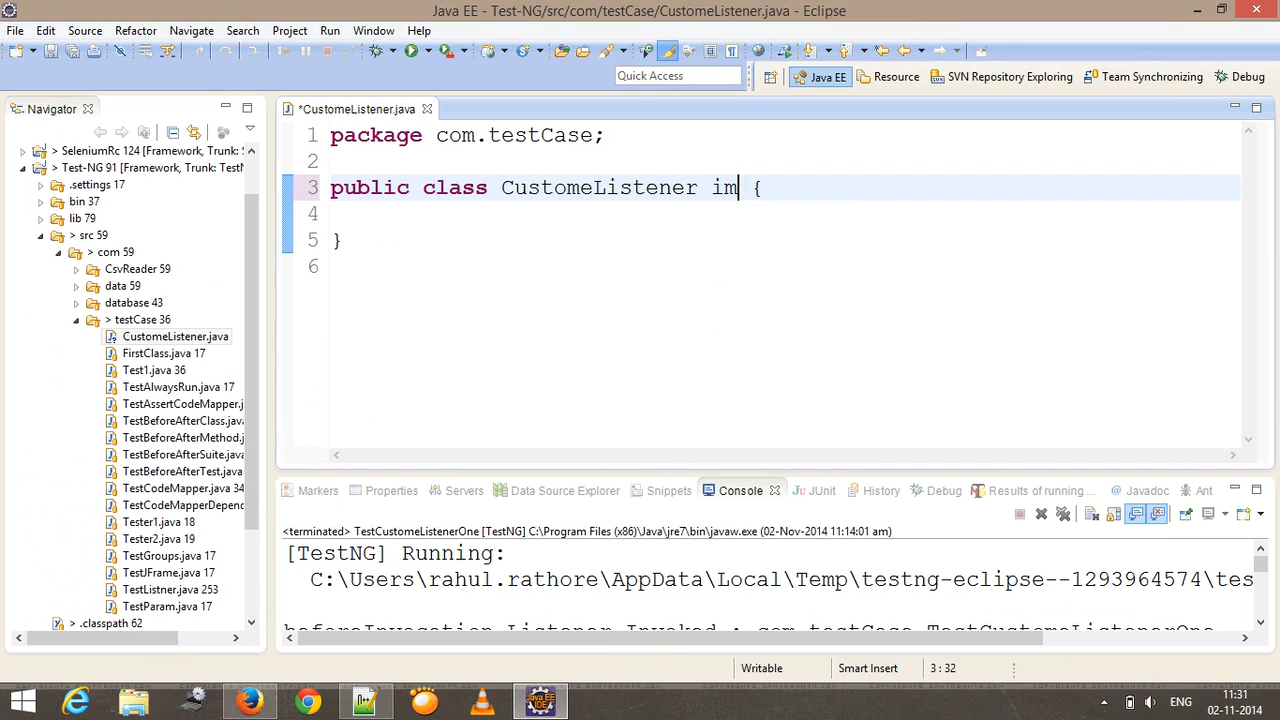 Java EE - Test-NG/src/com/testCase/CustomeListener.java - Eclipse
File Edit Source Refactor Navigate Search Project Run Window Help
Quick Access
Java EE Resource SVN Repository Exploring Team Synchronizing Debug
Navigator
*CustomeListener.java
> SeleniumRc 124 [Framework, Trunk: TestN
> Test-NG 91 [Framework, Trunk: TestN
.settings 17
bin 37
lib 79
> src 59
> com 59
CsvReader 59
data 59
database 43
> testCase 36
CustomeListener.java
FirstClass.java 17
Test1.java 36
TestAlwaysRun.java 17
TestAssertCodeMapper.j
TestBeforeAfterClass.java
TestBeforeAfterMethod.j
TestBeforeAfterSuite.java
TestBeforeAfterTest.java
TestCodeMapper.java 34
TestCodeMapperDepend
Tester1.java 18
Tester2.java 19
TestGroups.java 17
TestJFrame.java 17
TestListner.java 253
TestParam.java 17
> .classpath 62
1 package com.testCase;
2
3 public class CustomeListener im {
4
5 }
6
Markers Properties Servers Data Source Explorer Snippets Console JUnit History Debug Results of running ... Javadoc Ant
<terminated> TestCustomeListenerOne [TestNG] C:\Program Files (x86)\Java\jre7\bin\javaw.exe (02-Nov-2014 11:14:01 am)
[TestNG] Running:
C:\Users\rahul.rathore\AppData\Local\Temp\testng-eclipse--1293964574\tes
beforeInvocation Listener Invoked : com.testCase.TestCustomeListenerOne
Writable Smart Insert 3 : 32
ENG
11:31
02-11-2014